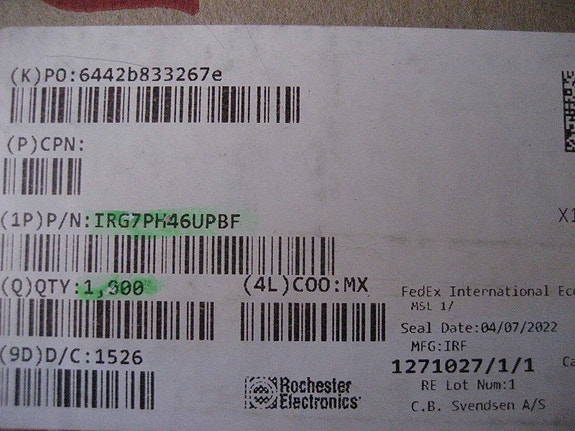 (K)PO:6442b833267e
(P)CPN:
(1P)P/N:IRG7PH46UPBF
(Q)QTY:1,900 (4L)COO:MX
(9D)D/C:1526
FedEx International
MSL 1/
Seal Date:04/07/2022
MFG:IRF
1271027/1/1
RE Lot Num:1
C.B. Svendsen A/S
Rochester
Electronics